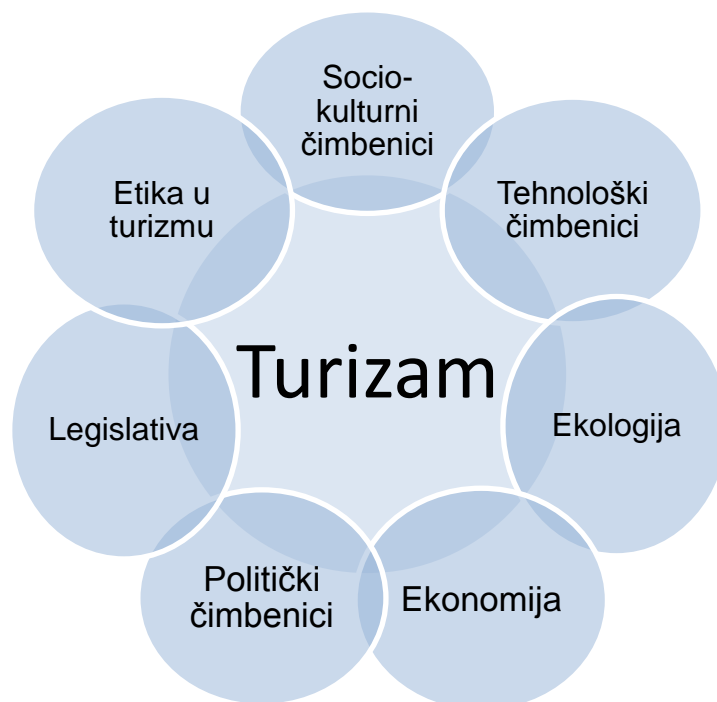 Socio-
kulturni
čimbenici
Tehnološki
čimbenici
Ekologija
Ekonomija
Politički
čimbenici
Legislativa
Etika u
turizmu
Turizam